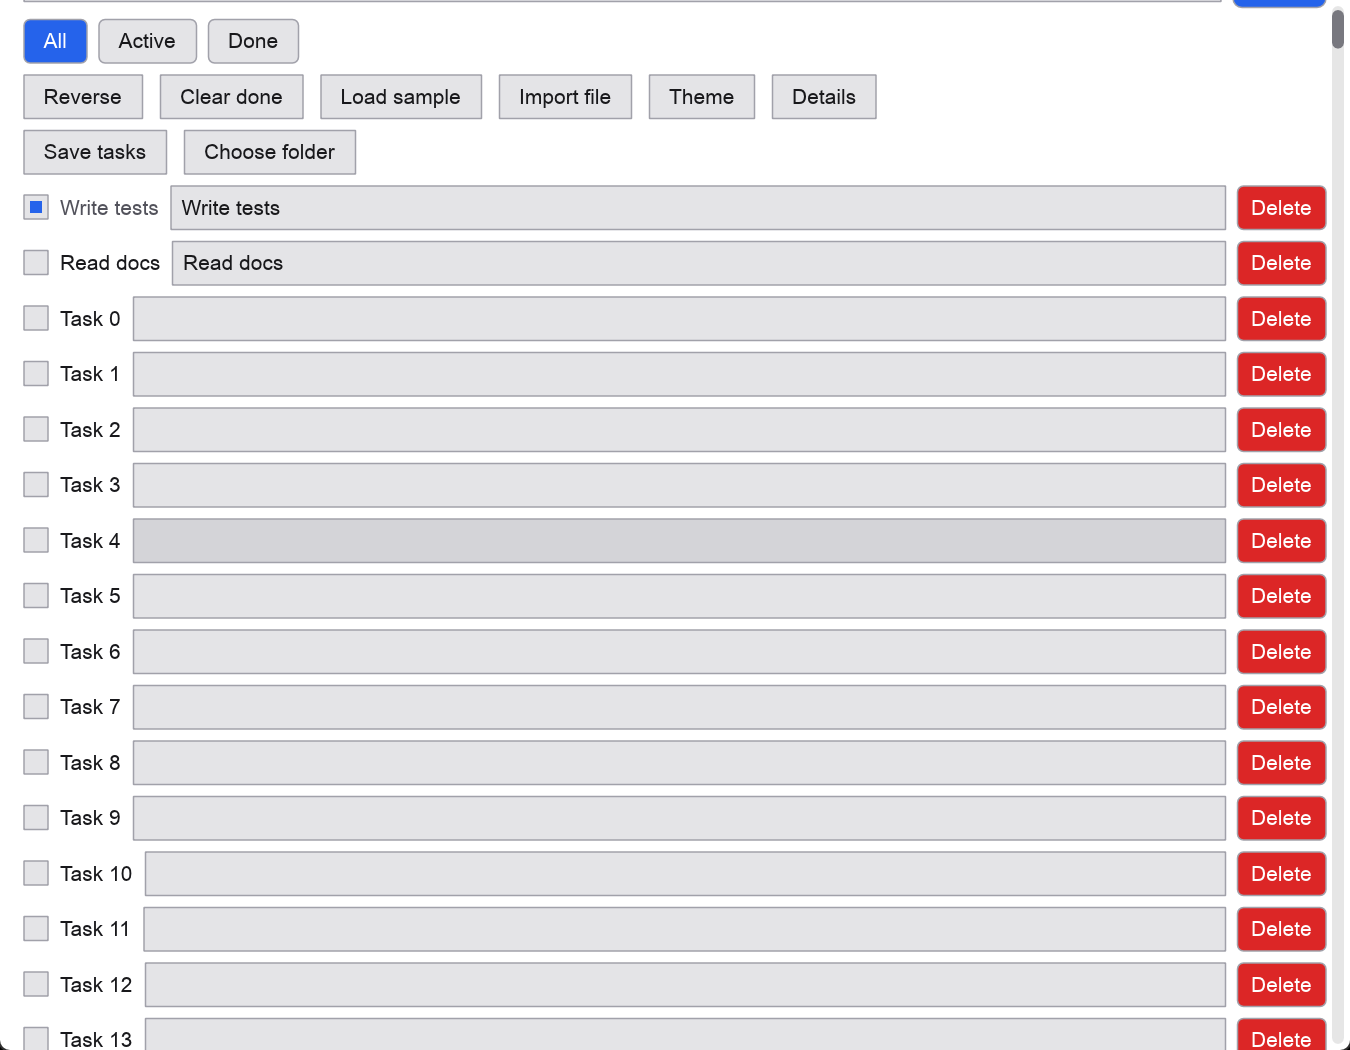 All Active Done
Reverse Clear done Load sample Import file Theme Details
Save tasks Choose folder
Write tests Write tests Delete
Read docs Read docs Delete
Task 0 Delete
Task 1 Delete
Task 2 Delete
Task 3 Delete
Task 4 Delete
Task 5 Delete
Task 6 Delete
Task 7 Delete
Task 8 Delete
Task 9 Delete
Task 10 Delete
Task 11 Delete
Task 12 Delete
Task 13 Delete